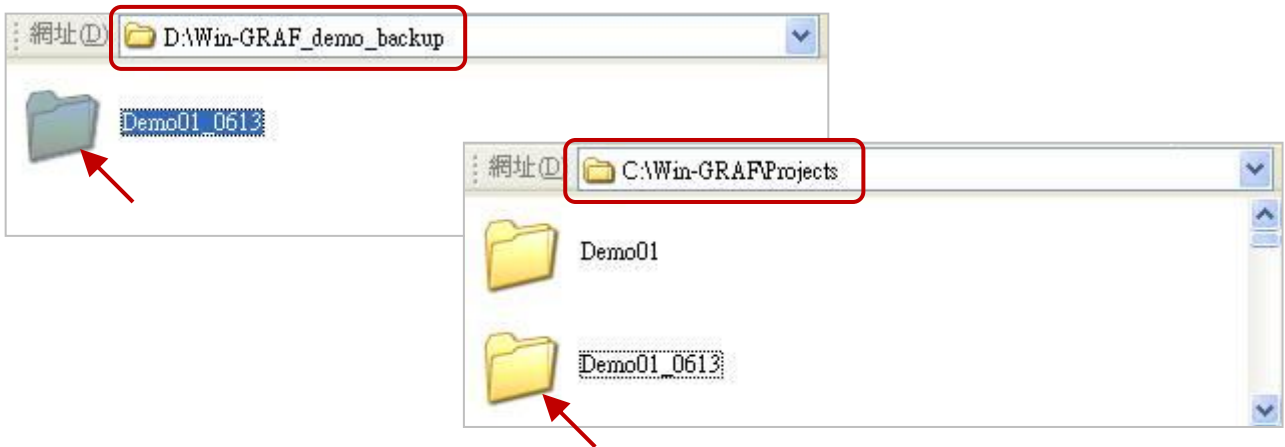 網址(D) D:\Win-GRAF_demo_backup
Demo01_0613
網址(D) C:\Win-GRAF\Projects
Demo01
Demo01_0613